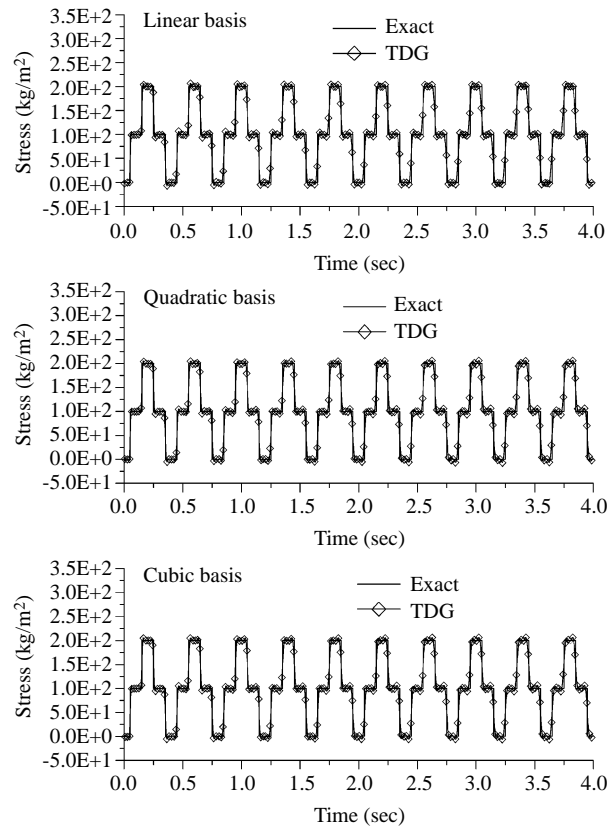 Linear basis
Exact
TDG
Stress (kg/m²)
3.5E+2
3.0E+2
2.5E+2
2.0E+2
1.5E+2
1.0E+2
5.0E+1
0.0E+0
-5.0E+1
0.0 0.5 1.0 1.5 2.0 2.5 3.0 3.5 4.0
Time (sec)
Quadratic basis
Exact
TDG
Stress (kg/m²)
3.5E+2
3.0E+2
2.5E+2
2.0E+2
1.5E+2
1.0E+2
5.0E+1
0.0E+0
-5.0E+1
0.0 0.5 1.0 1.5 2.0 2.5 3.0 3.5 4.0
Time (sec)
Cubic basis
Exact
TDG
Stress (kg/m²)
3.5E+2
3.0E+2
2.5E+2
2.0E+2
1.5E+2
1.0E+2
5.0E+1
0.0E+0
-5.0E+1
0.0 0.5 1.0 1.5 2.0 2.5 3.0 3.5 4.0
Time (sec)